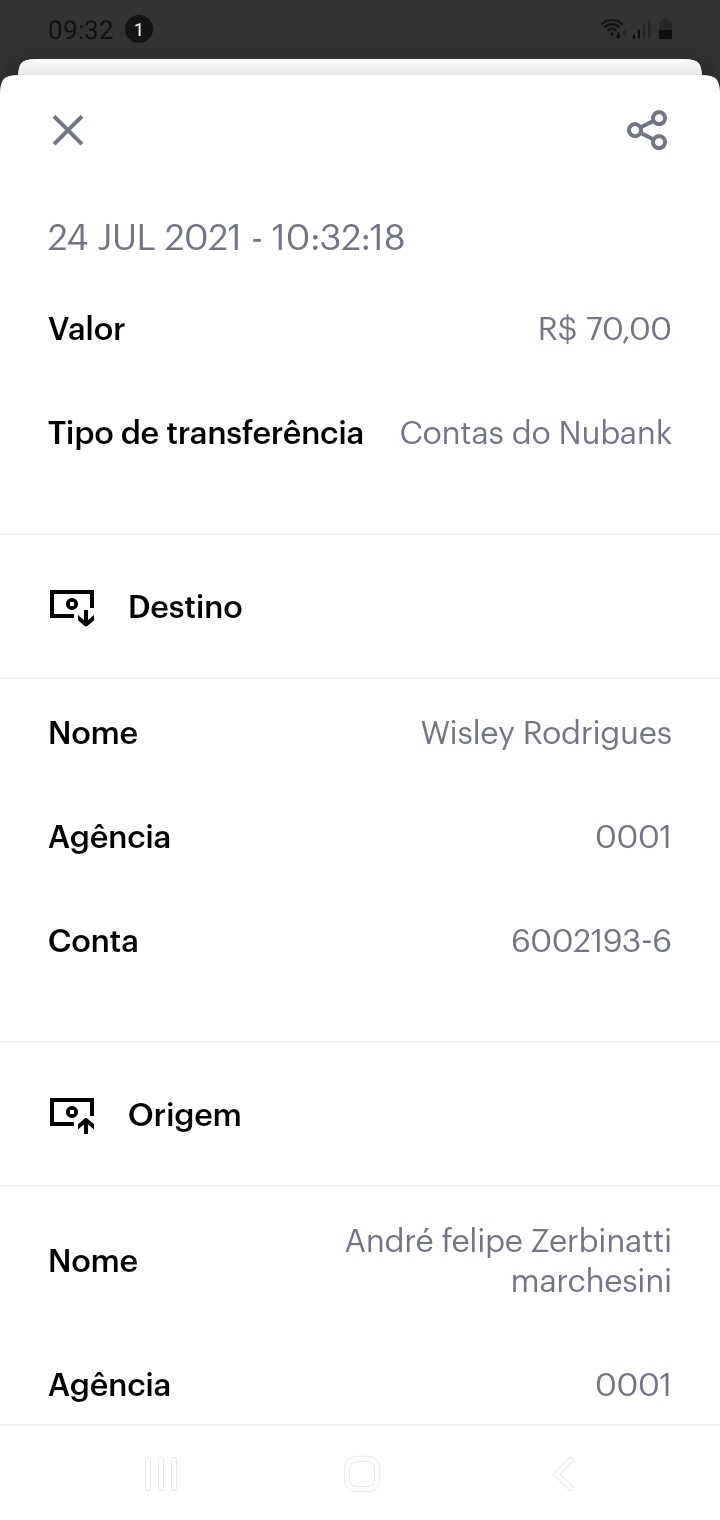 09:32 1
24 JUL 2021 - 10:32:18
Valor R$ 70,00
Tipo de transferência Contas do Nubank
Destino
Nome Wisley Rodrigues
Agência 0001
Conta 6002193-6
Origem
André felipe Zerbinatti
Nome
marchesini
Agência 0001